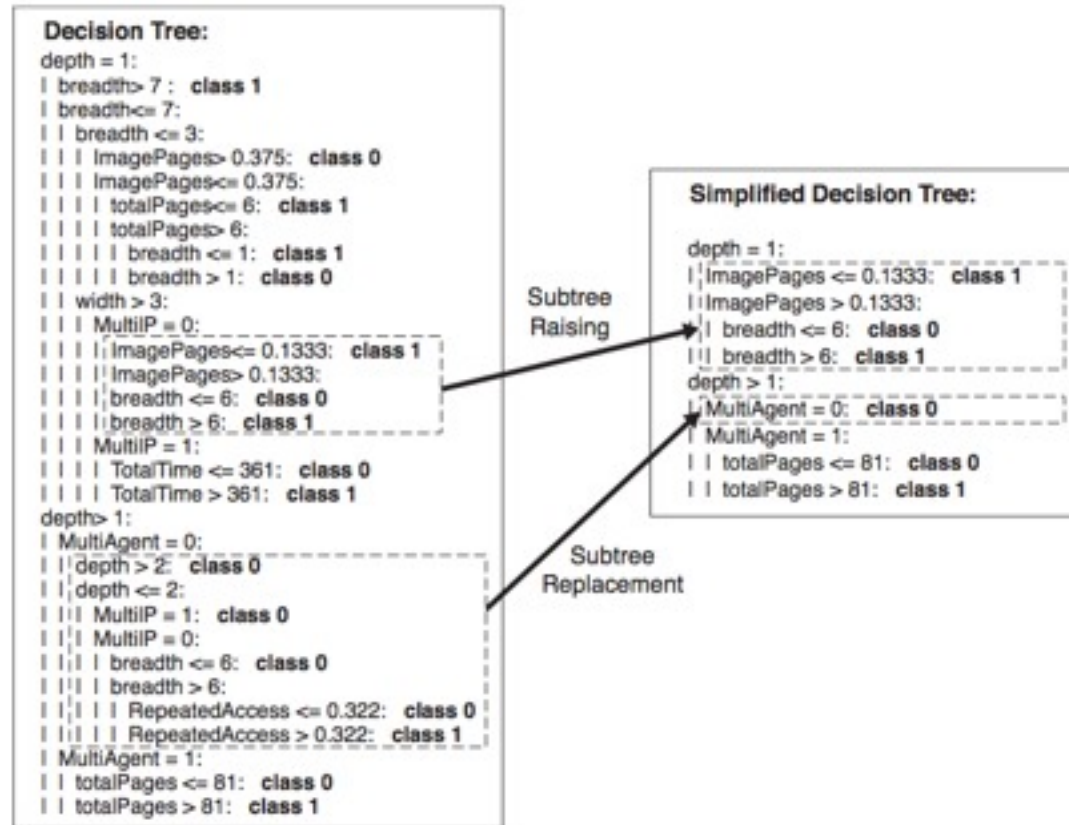 Decision Tree:
depth = 1:
| breadth> 7 : class 1
| breadth<= 7:
| | breadth <= 3:
| | | ImagePages> 0.375: class 0
| | | ImagePages<= 0.375:
| | | | totalPages<= 6: class 1
| | | | totalPages> 6:
| | | | | breadth <= 1: class 1
| | | | | breadth > 1: class 0
| | width > 3:
| | | MultiIP = 0:
| | | | ImagePages<= 0.1333: class 1
| | | | ImagePages> 0.1333:
| | | | breadth <= 6: class 0
| | | | breadth > 6: class 1
| | | MultiIP = 1:
| | | | TotalTime <= 361: class 0
| | | | TotalTime > 361: class 1
depth> 1:
| MultiAgent = 0:
| | depth > 2: class 0
| | depth <= 2:
| | | MultiIP = 1: class 0
| | | MultiIP = 0:
| | | | breadth <= 6: class 0
| | | | breadth > 6:
| | | | | RepeatedAccess <= 0.322: class 0
| | | | | RepeatedAccess > 0.322: class 1
| MultiAgent = 1:
| | totalPages <= 81: class 0
| | totalPages > 81: class 1
Subtree
Raising
Subtree
Replacement
Simplified Decision Tree:
depth = 1:
| ImagePages <= 0.1333: class 1
| ImagePages > 0.1333:
| | breadth <= 6: class 0
| | breadth > 6: class 1
depth > 1:
| MultiAgent = 0: class 0
| MultiAgent = 1:
| | totalPages <= 81: class 0
| | totalPages > 81: class 1